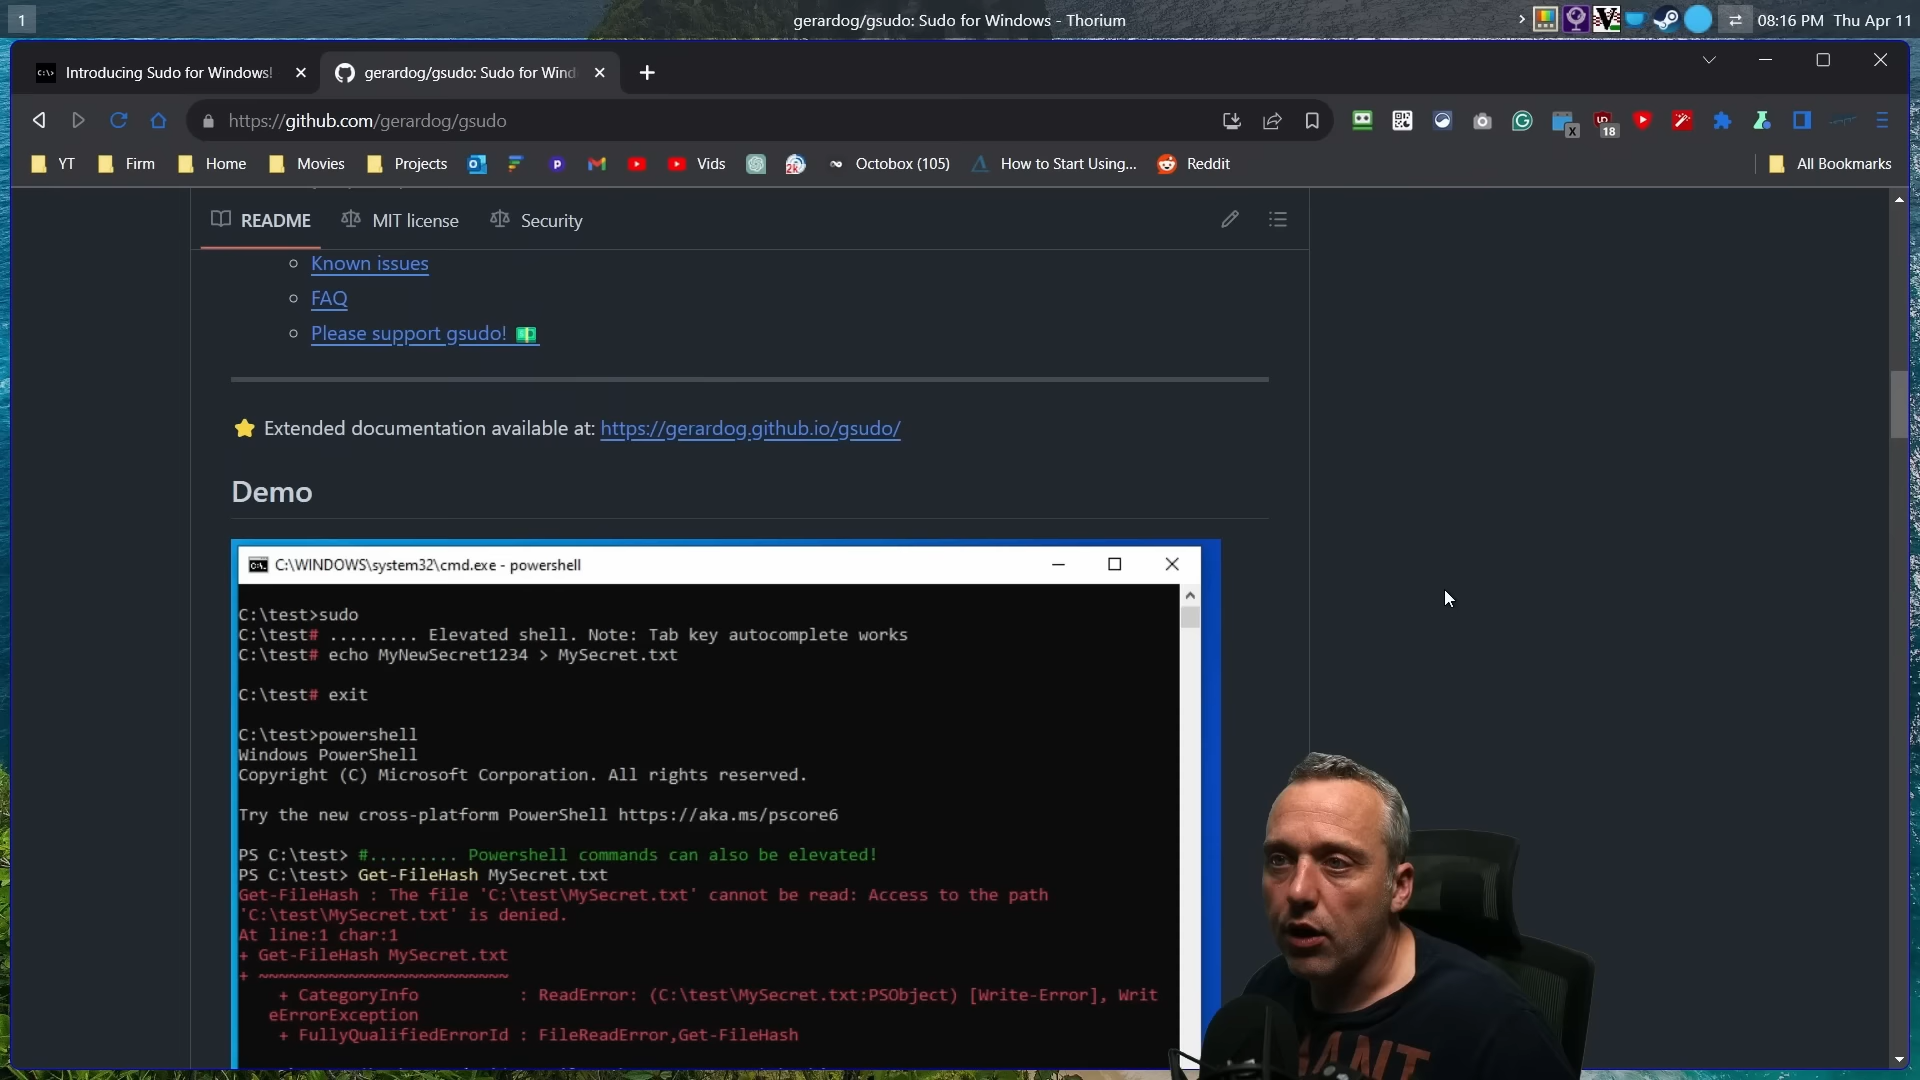 1
gerardog/gsudo: Sudo for Windows - Thorium
08:16 PM Thu Apr 11
Introducing Sudo for Windows!
gerardog/gsudo: Sudo for Wind
https://github.com/gerardog/gsudo
X
18
YT
Firm
Home
Movies
Projects
Vids
2k
Octobox (105)
How to Start Using...
Reddit
All Bookmarks
README
MIT license
Security
Known issues
FAQ
Please support gsudo!
Extended documentation available at: https://gerardog.github.io/gsudo/
Demo
C:\WINDOWS\system32\cmd.exe - powershell
C:\test>sudo
C:\test# ......... Elevated shell. Note: Tab key autocomplete works
C:\test# echo MyNewSecret1234 > MySecret.txt
C:\test# exit
C:\test>powershell
Windows PowerShell
Copyright (C) Microsoft Corporation. All rights reserved.
Try the new cross-platform PowerShell https://aka.ms/pscore6
PS C:\test> #......... Powershell commands can also be elevated!
PS C:\test> Get-FileHash MySecret.txt
Get-FileHash : The file 'C:\test\MySecret.txt' cannot be read: Access to the path
'C:\test\MySecret.txt' is denied.
At line:1 char:1
+ Get-FileHash MySecret.txt
+ ~~~~~~~~~~~~~~~~~~~~~~~~~
+ CategoryInfo : ReadError: (C:\test\MySecret.txt:PSObject) [Write-Error], Writ
eErrorException
+ FullyQualifiedErrorId : FileReadError,Get-FileHash